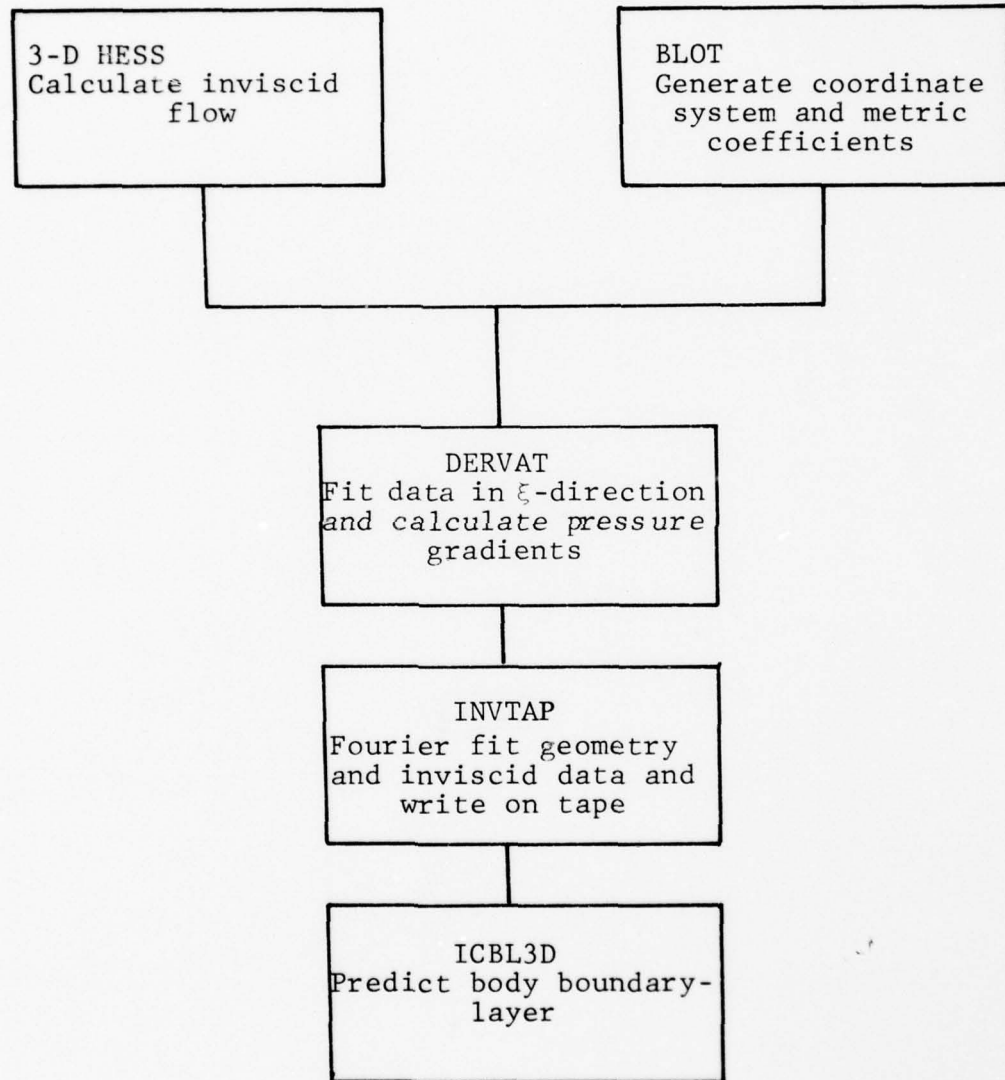 3-D HESS
Calculate inviscid
flow
BLOT
Generate coordinate
system and metric
coefficients
DERVAT
Fit data in ξ-direction
and calculate pressure
gradients
INVTAP
Fourier fit geometry
and inviscid data and
write on tape
ICBL3D
Predict body boundary-
layer